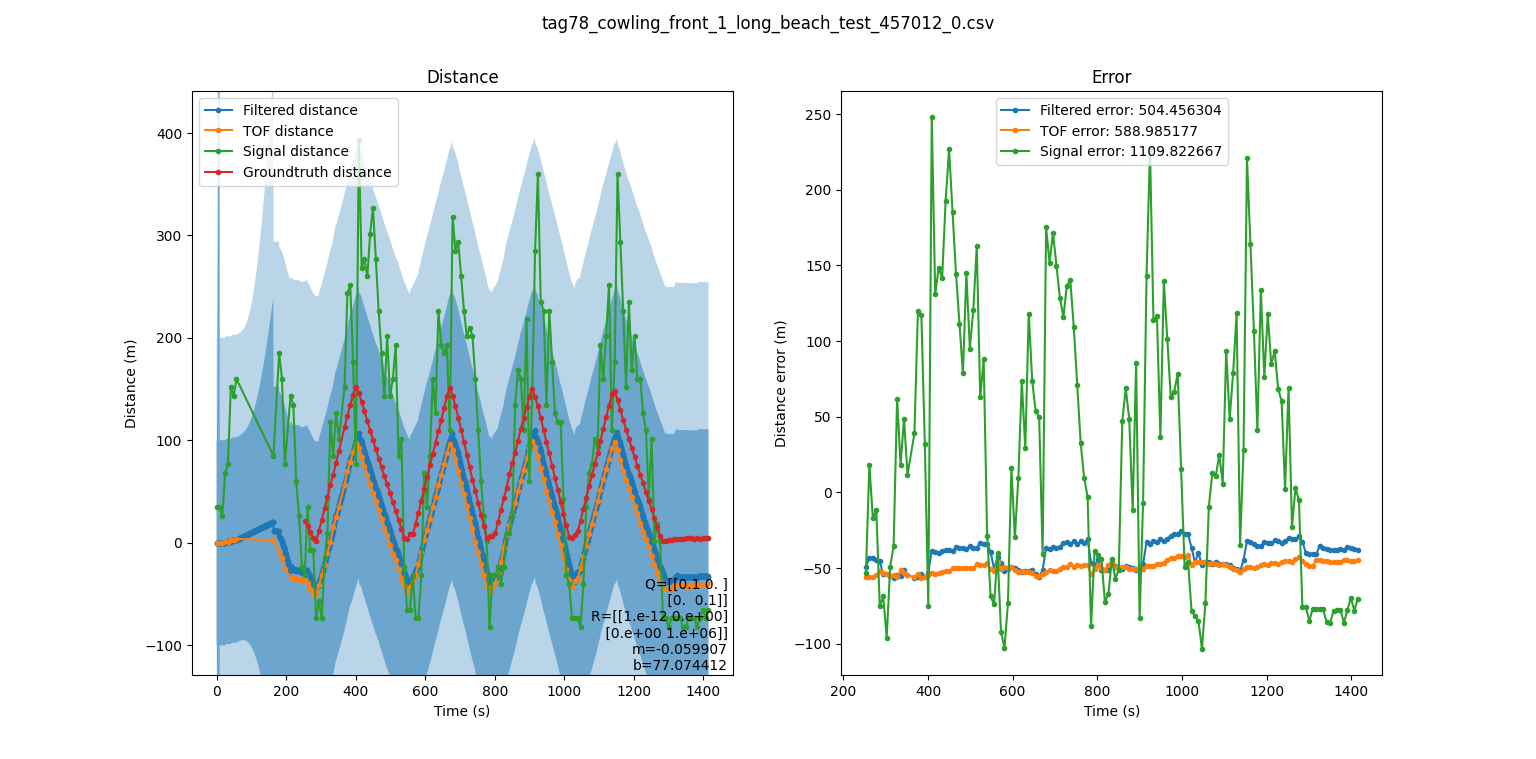 tag78_cowling_front_1_long_beach_test_457012_0.csv
Distance
Filtered distance
TOF distance
Signal distance
Groundtruth distance
400
300
200
100
0
−100
Distance (m)
0 200 400 600 800 1000 1200 1400
Time (s)
Q=[[0.1 0. ]
[0. 0.1]]
R=[[1.e-12 0.e+00]
[0.e+00 1.e+06]]
m=-0.059907
b=77.074412
Error
Filtered error: 504.456304
TOF error: 588.985177
Signal error: 1109.822667
250
200
150
100
50
0
−50
−100
Distance error (m)
200 400 600 800 1000 1200 1400
Time (s)